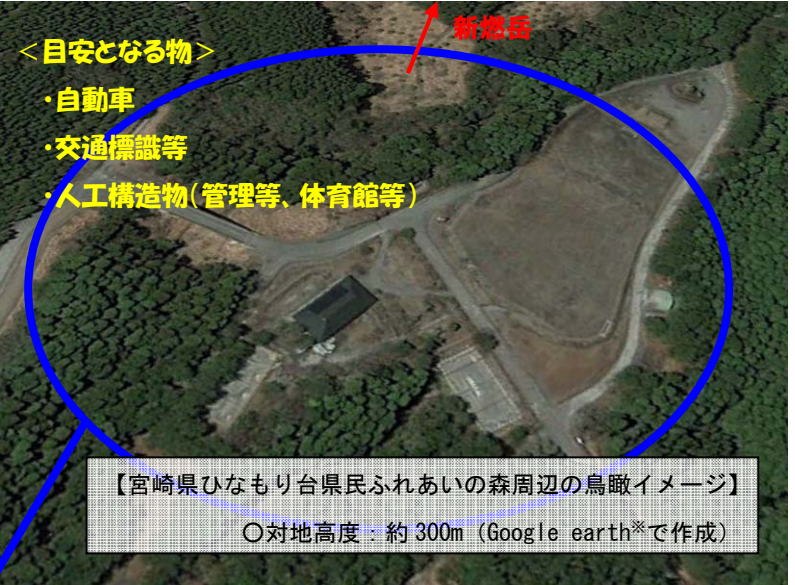 新燃岳
＜目安となる物＞
・自動車
・交通標識等
・人工構造物（管理等、体育館等）
【宮崎県ひなもり台県民ふれあいの森周辺の鳥瞰イメージ】
〇対地高度：約300m（Google earth※で作成）